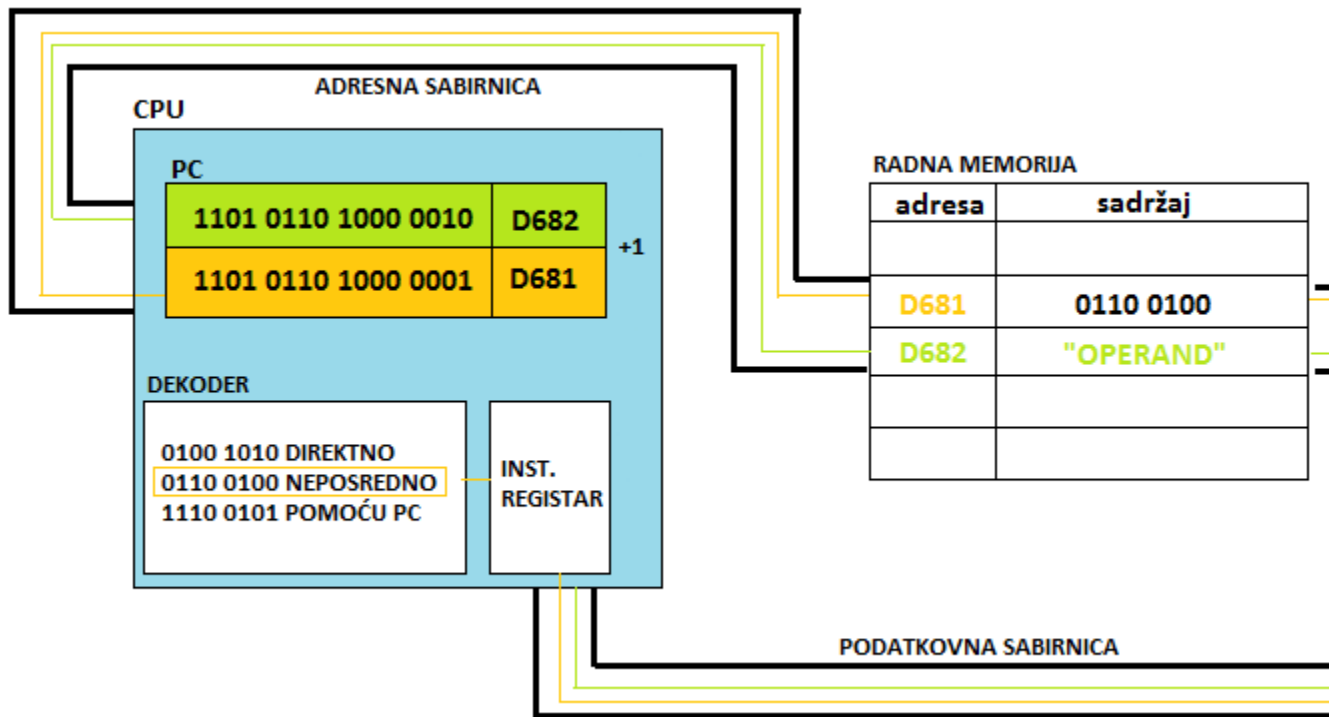 ADRESNA SABIRNICA
CPU
PC
1101 0110 1000 0010 D682
+1
1101 0110 1000 0001 D681
DEKODER
0100 1010 DIREKTNO
0110 0100 NEPOSREDNO
1110 0101 POMOĆU PC
INST.
REGISTAR
RADNA MEMORIJA
adresa sadržaj
D681 0110 0100
D682 "OPERAND"
PODATKOVNA SABIRNICA